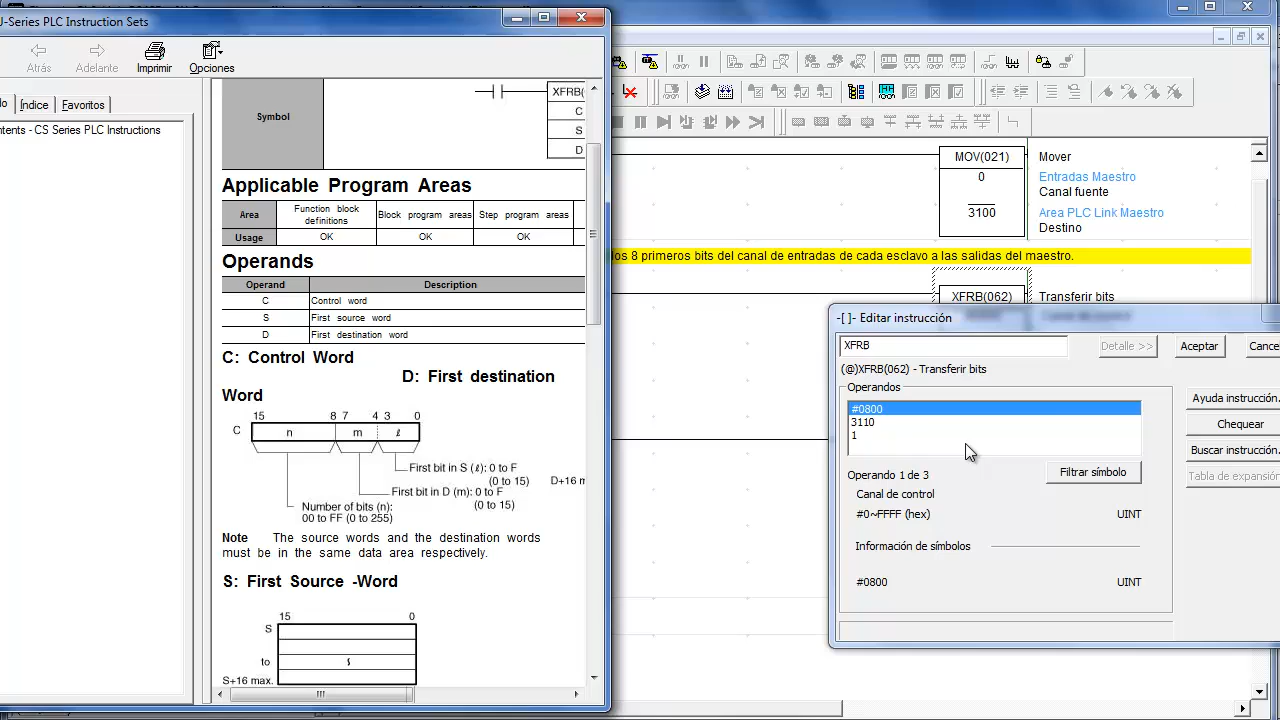 J-Series PLC Instruction Sets
Atrás
Adelante
Imprimir
Opciones
Índice
Favoritos
CS Series PLC Instructions
Symbol
XFRB(
C
S
D
Applicable Program Areas
Area
Function block definitions
Block program areas
Step program areas
Usage
OK
OK
OK
Operands
Operand
Description
C
Control word
S
First source word
D
First destination word
C: Control Word
D: First destination
Word
15 8 7 4 3 0
C n m ℓ
First bit in S (ℓ): 0 to F
(0 to 15)
D+16 m
First bit in D (m): 0 to F
(0 to 15)
Number of bits (n):
00 to FF (0 to 255)
Note The source words and the destination words
must be in the same data area respectively.
S: First Source -Word
15 0
S
to
S+16 max.
MOV(021)
Mover
0
Entradas Maestro
Canal fuente
3100
Area PLC Link Maestro
Destino
los 8 primeros bits del canal de entradas de cada esclavo a las salidas del maestro.
XFRB(062)
Transferir bits
-[ ]- Editar instrucción
XFRB
Detalle >>
Aceptar
Cance
(@)XFRB(062) - Transferir bits
Operandos
#0800
3110
1
Ayuda instrucción.
Chequear
Buscar instrucción.
Operando 1 de 3
Filtrar símbolo
Tabla de expansión
Canal de control
#0~FFFF (hex)
UINT
Información de símbolos
#0800
UINT